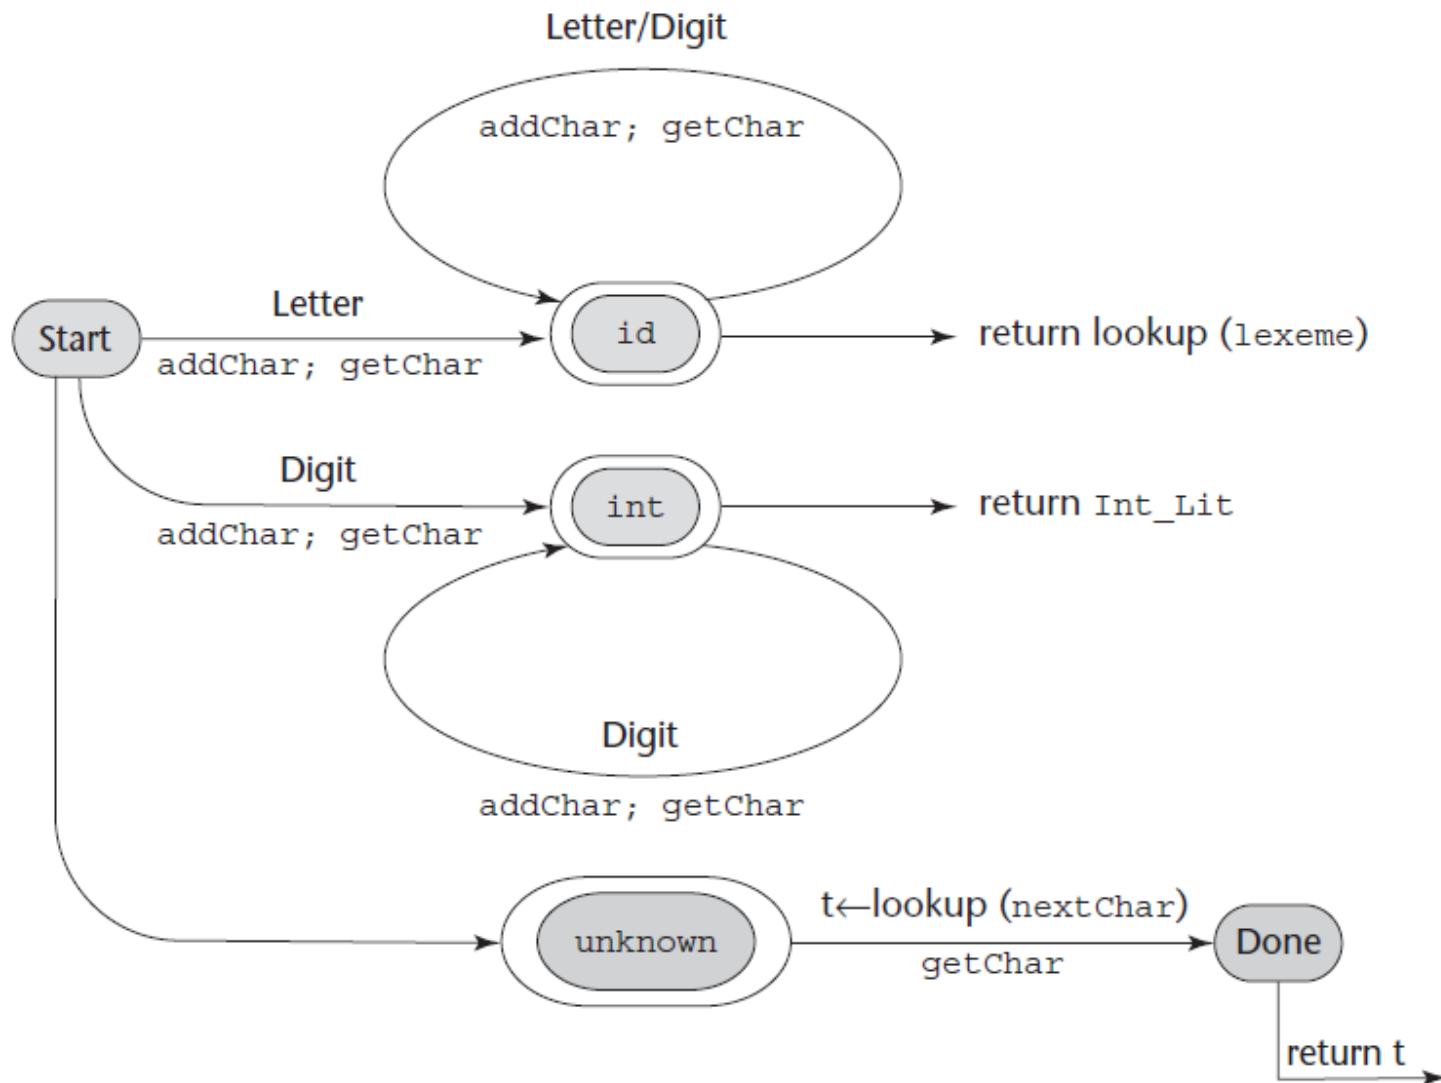 Letter/Digit
addChar; getChar
Start
Letter
addChar; getChar
id
return lookup (lexeme)
Digit
addChar; getChar
int
return Int_Lit
Digit
addChar; getChar
unknown
t←lookup (nextChar)
getChar
Done
return t